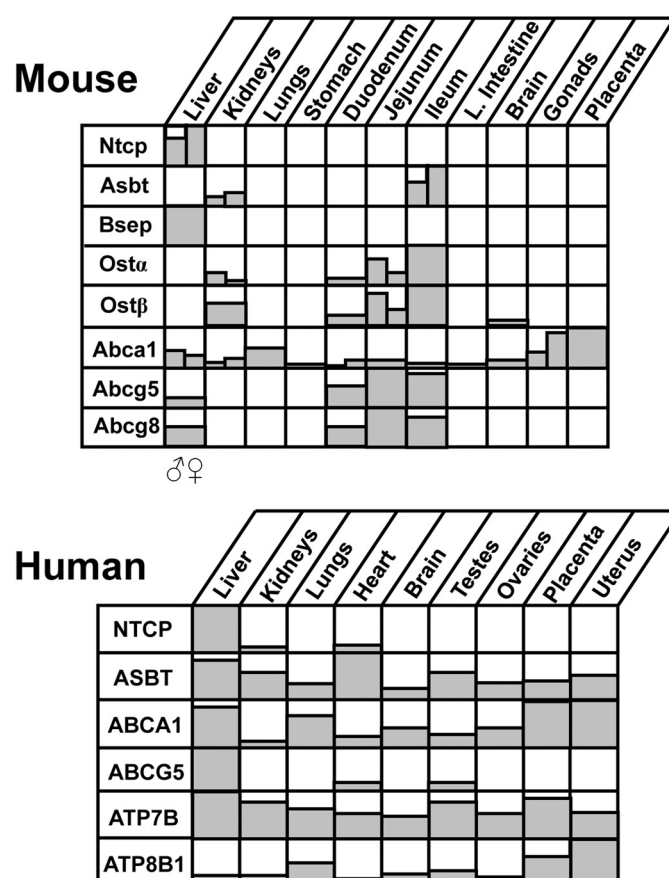 Mouse
Liver
Kidneys
Lungs
Stomach
Duodenum
Jejunum
Ileum
L. Intestine
Brain
Gonads
Placenta
Ntcp
Asbt
Bsep
Ostα
Ostβ
Abca1
Abcg5
Abcg8
♂♀
Human
Liver
Kidneys
Lungs
Heart
Brain
Testes
Ovaries
Placenta
Uterus
NTCP
ASBT
ABCA1
ABCG5
ATP7B
ATP8B1